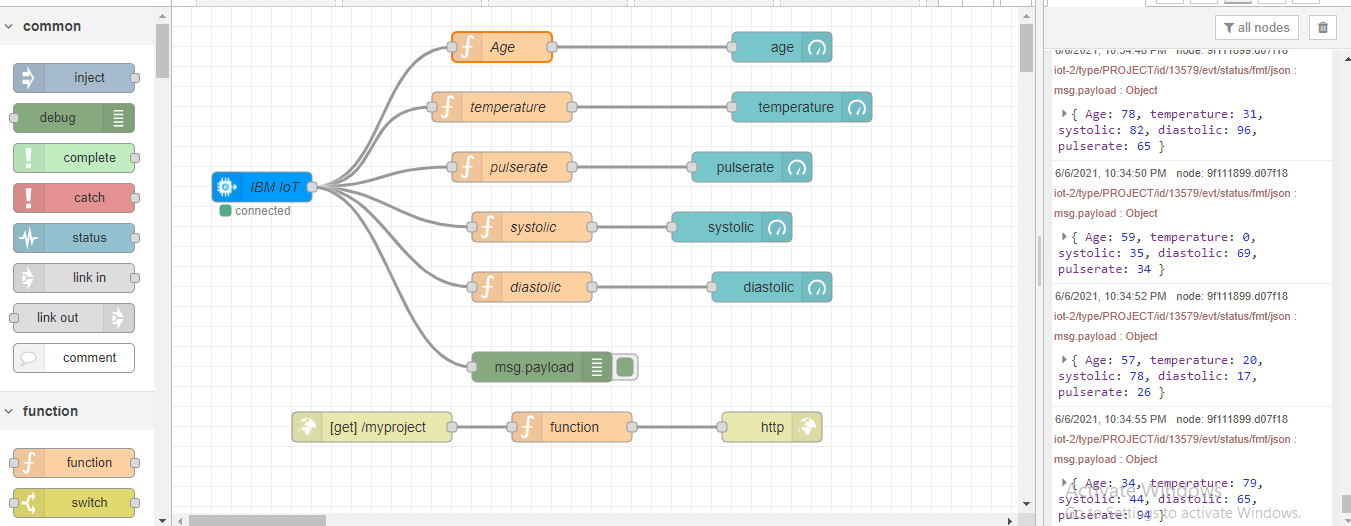 common
inject
debug
complete
catch
status
link in
link out
comment
function
function
switch
Age
age
temperature
temperature
pulserate
pulserate
IBM IoT
connected
systolic
systolic
diastolic
diastolic
msg.payload
[get] /myproject
function
http
all nodes
6/6/2021, 10:34:48 PM node: 9f111899.d07f18
iot-2/type/PROJECT/id/13579/evt/status/fmt/json :
msg.payload : Object
{ Age: 78, temperature: 31,
systolic: 82, diastolic: 96,
pulserate: 65 }
6/6/2021, 10:34:50 PM node: 9f111899.d07f18
iot-2/type/PROJECT/id/13579/evt/status/fmt/json :
msg.payload : Object
{ Age: 59, temperature: 0,
systolic: 35, diastolic: 69,
pulserate: 34 }
6/6/2021, 10:34:52 PM node: 9f111899.d07f18
iot-2/type/PROJECT/id/13579/evt/status/fmt/json :
msg.payload : Object
{ Age: 57, temperature: 20,
systolic: 78, diastolic: 17,
pulserate: 26 }
6/6/2021, 10:34:55 PM node: 9f111899.d07f18
iot-2/type/PROJECT/id/13579/evt/status/fmt/json :
msg.payload : Object
{ Age: 34, temperature: 79,
systolic: 44, diastolic: 65,
pulserate: 94 }
Activate Windows
Go to Settings to activate Windows.